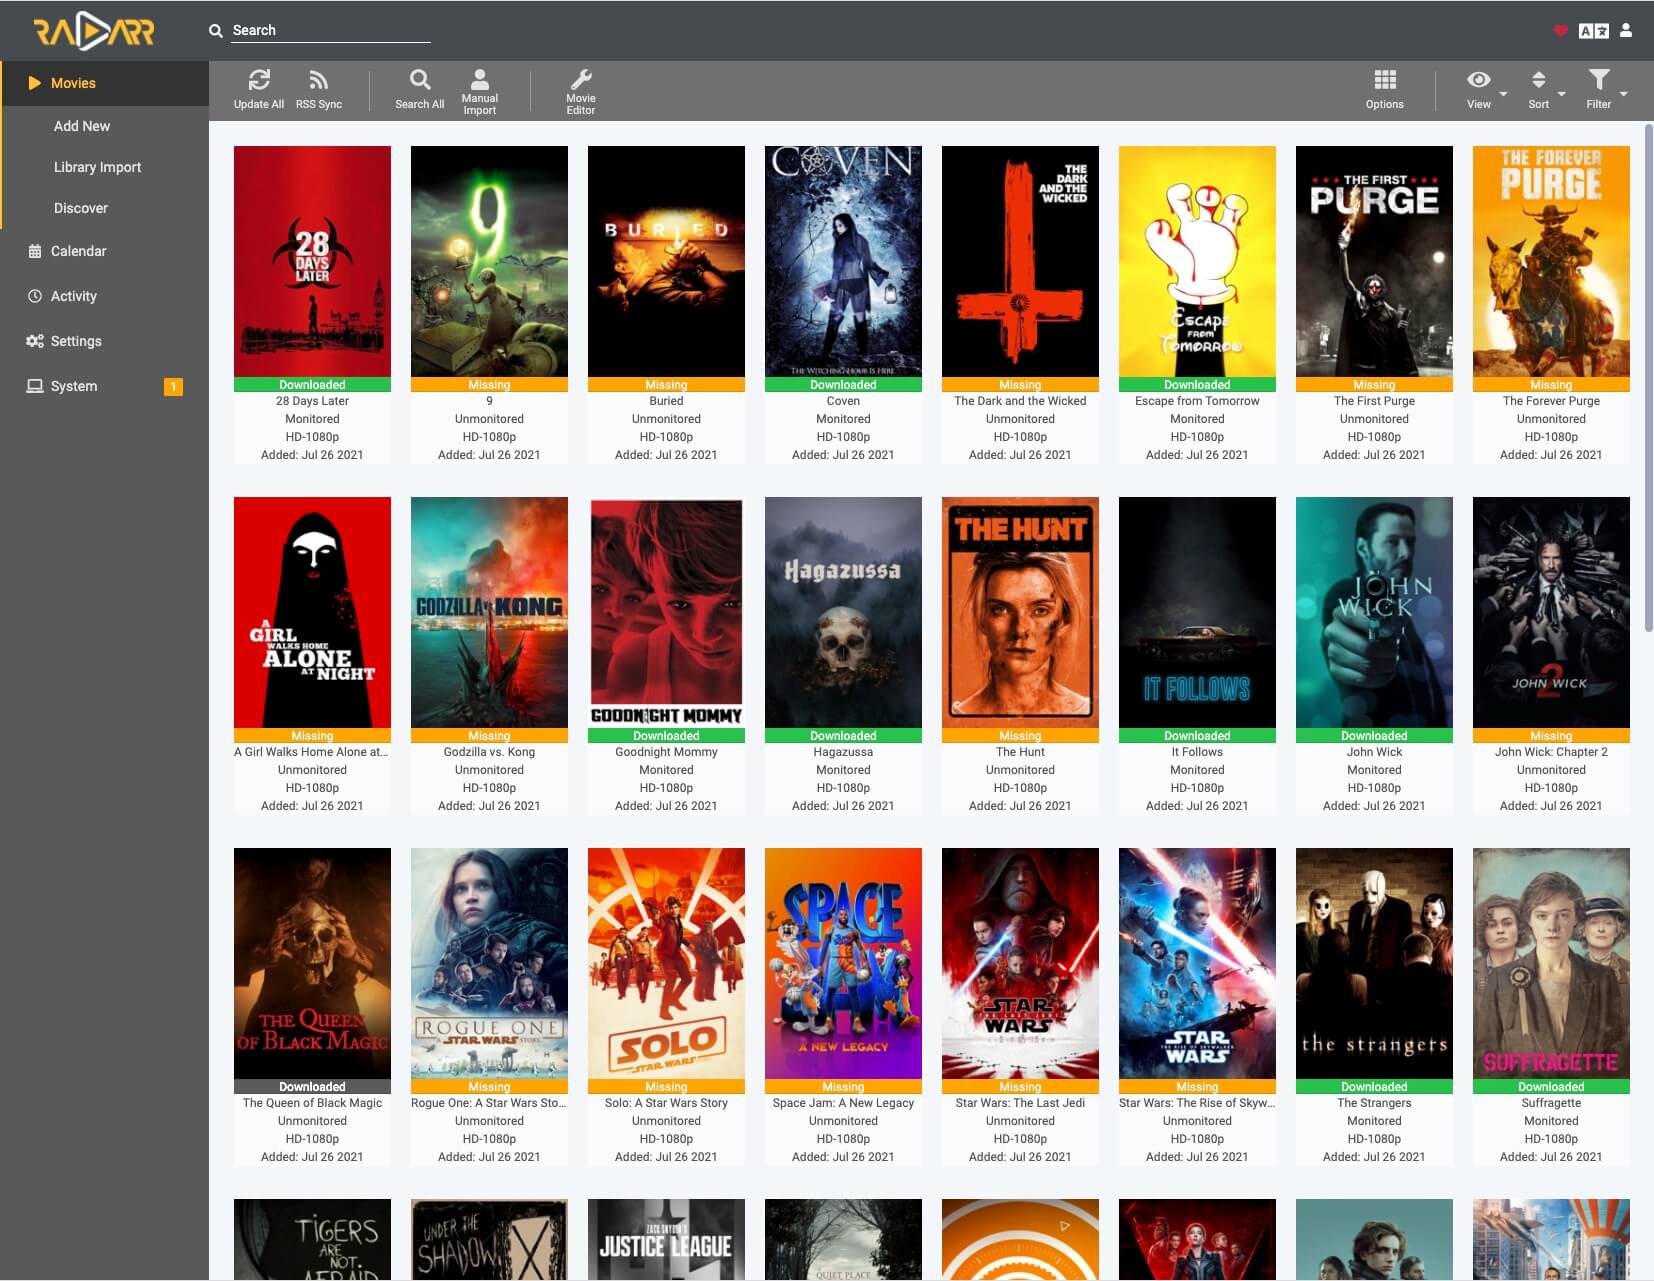 RADARR
Search
Movies
Add New
Library Import
Discover
Calendar
Activity
Settings
System
1
Update All
RSS Sync
Search All
Manual
Import
Movie
Editor
Options
View
Sort
Filter
28
DAYS
LATER
Downloaded
28 Days Later
Monitored
HD-1080p
Added: Jul 26 2021
9
Missing
9
Unmonitored
HD-1080p
Added: Jul 26 2021
BURIED
Missing
Buried
Unmonitored
HD-1080p
Added: Jul 26 2021
COVEN
THE WITCHING HOUR IS HERE
Downloaded
Coven
Monitored
HD-1080p
Added: Jul 26 2021
THE
DARK
AND THE
WICKED
Missing
The Dark and the Wicked
Unmonitored
HD-1080p
Added: Jul 26 2021
ESCAPE
FROM
TOMORROW
Downloaded
Escape from Tomorrow
Monitored
HD-1080p
Added: Jul 26 2021
THE FIRST
PURGE
Missing
The First Purge
Unmonitored
HD-1080p
Added: Jul 26 2021
THE FOREVER
PURGE
Missing
The Forever Purge
Unmonitored
HD-1080p
Added: Jul 26 2021
A
GIRL
WALKS HOME
ALONE
AT NIGHT
Missing
A Girl Walks Home Alone at...
Unmonitored
HD-1080p
Added: Jul 26 2021
GODZILLA vs. KONG
Missing
Godzilla vs. Kong
Unmonitored
HD-1080p
Added: Jul 26 2021
GOODNIGHT MOMMY
Downloaded
Goodnight Mommy
Monitored
HD-1080p
Added: Jul 26 2021
Hagazussa
Downloaded
Hagazussa
Monitored
HD-1080p
Added: Jul 26 2021
THE HUNT
Missing
The Hunt
Unmonitored
HD-1080p
Added: Jul 26 2021
IT FOLLOWS
Downloaded
It Follows
Monitored
HD-1080p
Added: Jul 26 2021
JOHN
WICK
Downloaded
John Wick
Monitored
HD-1080p
Added: Jul 26 2021
2
JOHN WICK
Missing
John Wick: Chapter 2
Unmonitored
HD-1080p
Added: Jul 26 2021
THE QUEEN
OF BLACK MAGIC
Downloaded
The Queen of Black Magic
Unmonitored
HD-1080p
Added: Jul 26 2021
ROGUE ONE
A STAR WARS STORY
Missing
Rogue One: A Star Wars Sto...
Unmonitored
HD-1080p
Added: Jul 26 2021
SOLO
A STAR WARS STORY
Missing
Solo: A Star Wars Story
Unmonitored
HD-1080p
Added: Jul 26 2021
SPACE
JAM
A NEW LEGACY
Missing
Space Jam: A New Legacy
Unmonitored
HD-1080p
Added: Jul 26 2021
STAR
WARS
Missing
Star Wars: The Last Jedi
Unmonitored
HD-1080p
Added: Jul 26 2021
STAR
THE RISE OF SKYWALKER
WARS
Missing
Star Wars: The Rise of Skyw...
Unmonitored
HD-1080p
Added: Jul 26 2021
the strangers
Downloaded
The Strangers
Monitored
HD-1080p
Added: Jul 26 2021
SUFFRAGETTE
Downloaded
Suffragette
Monitored
HD-1080p
Added: Jul 26 2021
TIGERS
ARE
NOT
AFRAID
UNDER THE
SHADOW
ZACK SNYDER'S
JUSTICE LEAGUE
QUIET PLACE